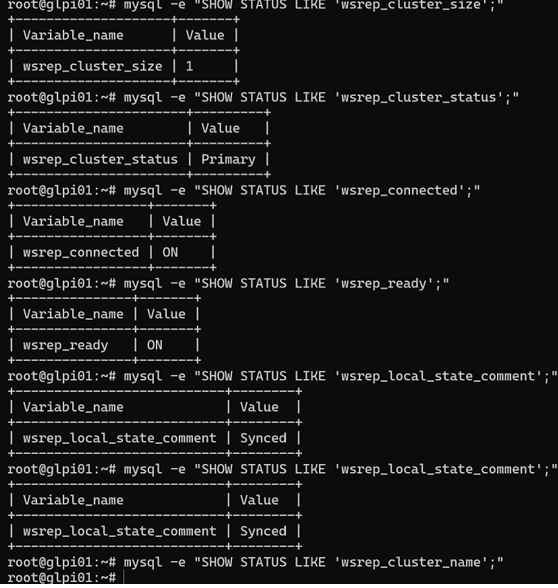 root@glpi01:~# mysql -e "SHOW STATUS LIKE 'wsrep_cluster_size';"
+--------------------+-------+
| Variable_name      | Value |
+--------------------+-------+
| wsrep_cluster_size | 1     |
+--------------------+-------+
root@glpi01:~# mysql -e "SHOW STATUS LIKE 'wsrep_cluster_status';"
+----------------------+---------+
| Variable_name        | Value   |
+----------------------+---------+
| wsrep_cluster_status | Primary |
+----------------------+---------+
root@glpi01:~# mysql -e "SHOW STATUS LIKE 'wsrep_connected';"
+-----------------+-------+
| Variable_name   | Value |
+-----------------+-------+
| wsrep_connected | ON    |
+-----------------+-------+
root@glpi01:~# mysql -e "SHOW STATUS LIKE 'wsrep_ready';"
+---------------+-------+
| Variable_name | Value |
+---------------+-------+
| wsrep_ready   | ON    |
+---------------+-------+
root@glpi01:~# mysql -e "SHOW STATUS LIKE 'wsrep_local_state_comment';"
+---------------------------+--------+
| Variable_name             | Value  |
+---------------------------+--------+
| wsrep_local_state_comment | Synced |
+---------------------------+--------+
root@glpi01:~# mysql -e "SHOW STATUS LIKE 'wsrep_local_state_comment';"
+---------------------------+--------+
| Variable_name             | Value  |
+---------------------------+--------+
| wsrep_local_state_comment | Synced |
+---------------------------+--------+
root@glpi01:~# mysql -e "SHOW STATUS LIKE 'wsrep_cluster_name';"
root@glpi01:~#